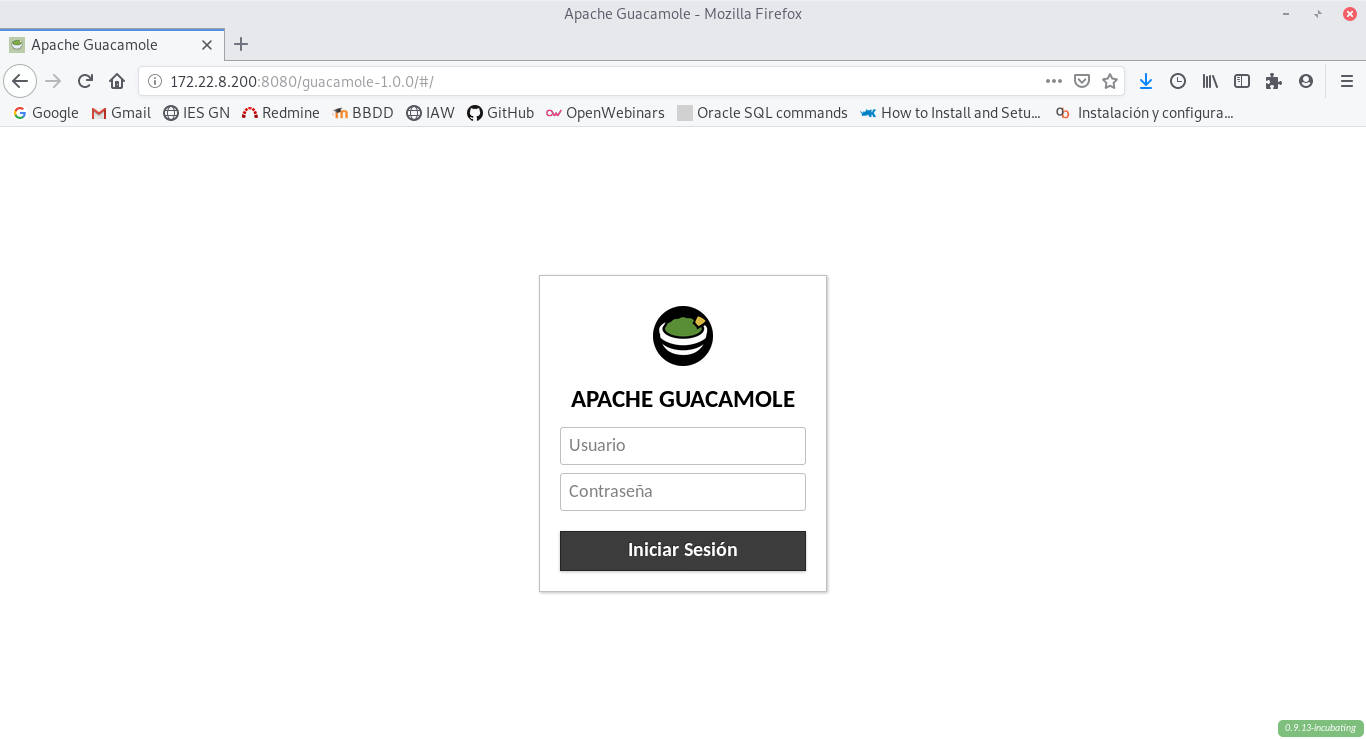 Apache Guacamole - Mozilla Firefox
Apache Guacamole
172.22.8.200:8080/guacamole-1.0.0/#/
Google Gmail IES GN Redmine BBDD IAW GitHub OpenWebinars Oracle SQL commands How to Install and Setu... Instalación y configura...
APACHE GUACAMOLE
Usuario
Contraseña
Iniciar Sesión
0.9.13-incubating